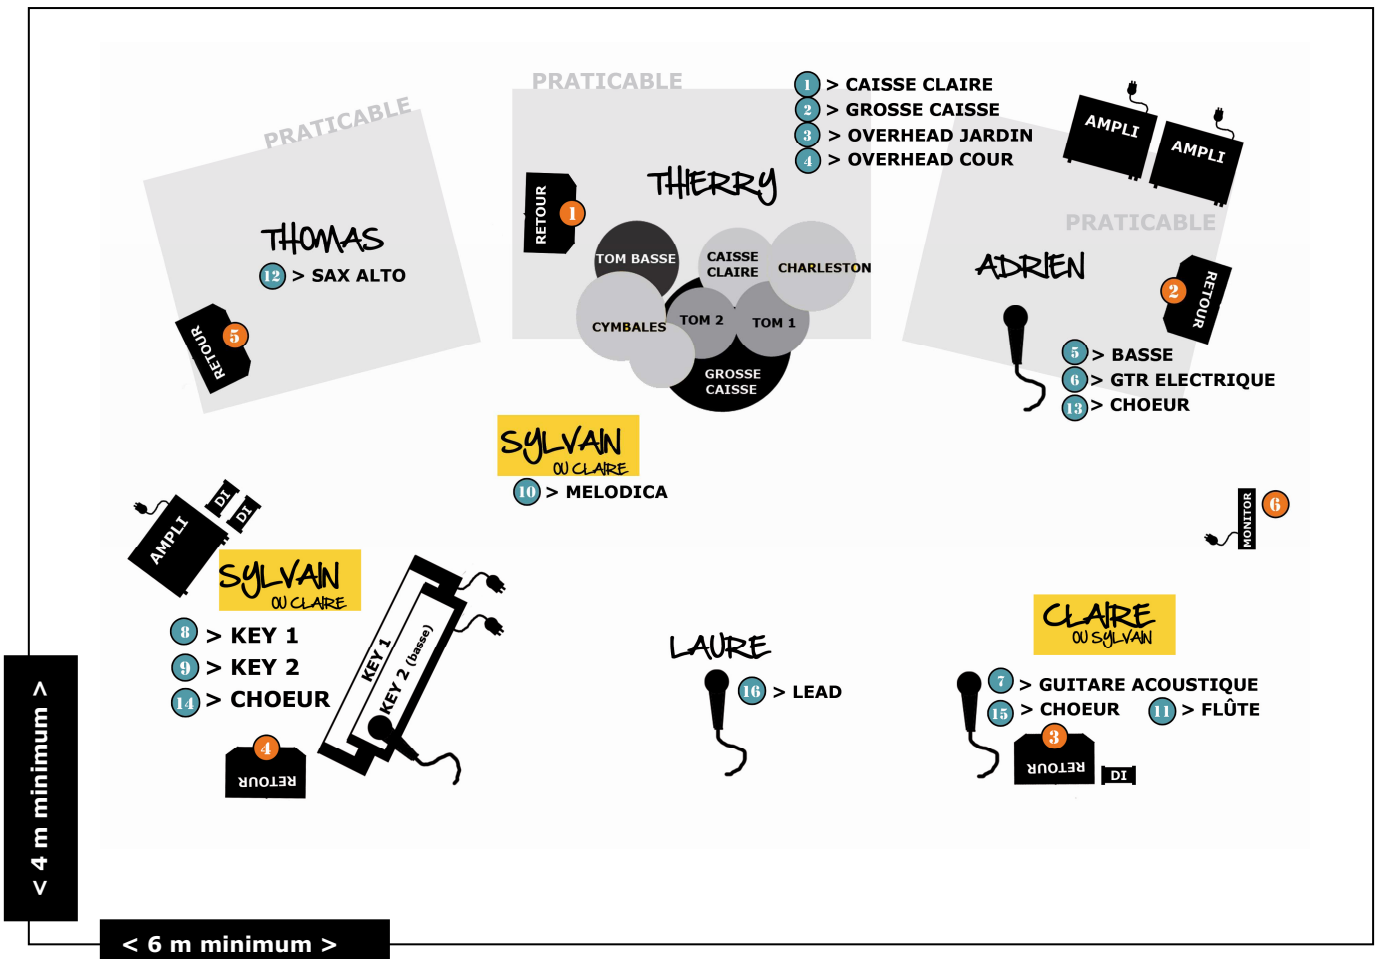 PRATICABLE
1 > CAISSE CLAIRE
2 > GROSSE CAISSE
3 > OVERHEAD JARDIN
4 > OVERHEAD COUR
PRATICABLE
THOMAS
12 > SAX ALTO
RETOUR 5
THIERRY
RETOUR 1
TOM BASSE
CAISSE
CLAIRE
CHARLESTON
CYMBALES
TOM 2
TOM 1
GROSSE
CAISSE
AMPLI
AMPLI
PRATICABLE
ADRIEN
RETOUR 2
5 > BASSE
6 > GTR ELECTRIQUE
13 > CHOEUR
SYLVAIN
OU CLAIRE
10 > MELODICA
AMPLI
DI
DI
SYLVAIN
OU CLAIRE
8 > KEY 1
9 > KEY 2
14 > CHOEUR
KEY 1
KEY 2 (basse)
4
RETOUR
LAURE
16 > LEAD
MONITOR 6
CLAIRE
OU SYLVAIN
7 > GUITARE ACOUSTIQUE
15 > CHOEUR 11 > FLÛTE
3
RETOUR
DI
< 4 m minimum >
< 6 m minimum >